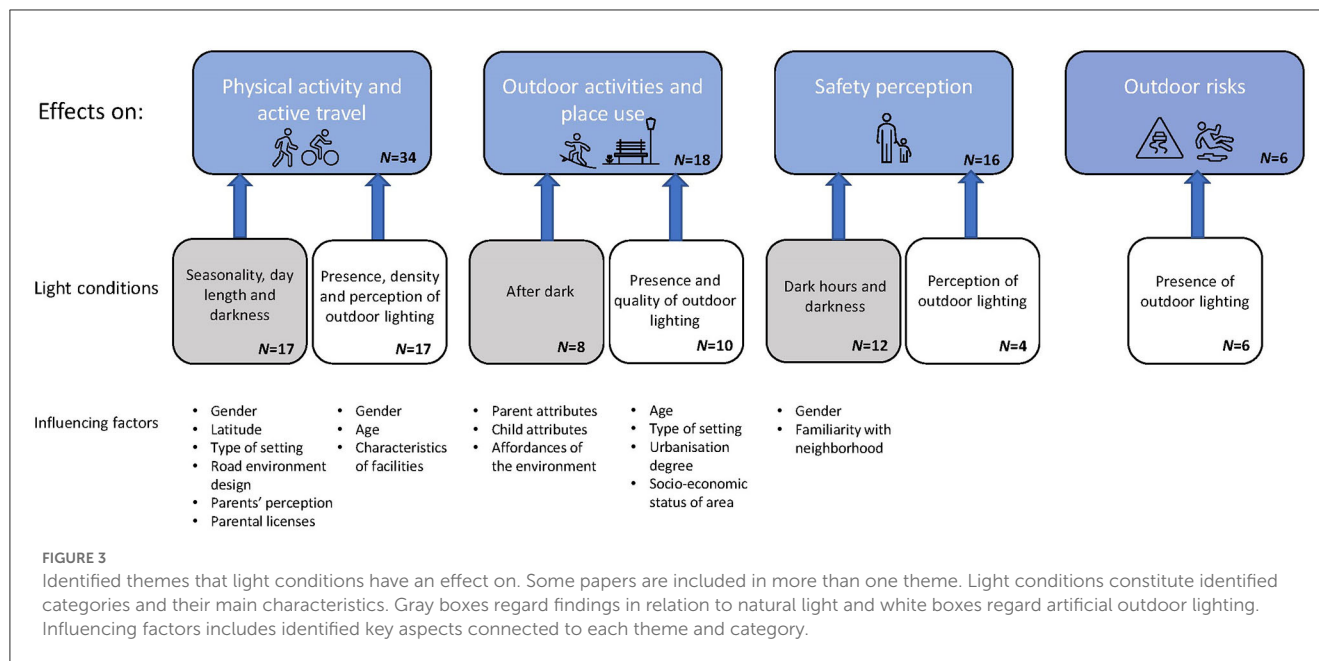 Effects on:
Physical activity and
active travel
N=34
Outdoor activities and
place use
N=18
Safety perception
N=16
Outdoor risks
N=6
Light conditions
Seasonality, day
length and
darkness
N=17
Presence, density
and perception of
outdoor lighting
N=17
After dark
N=8
Presence and
quality of outdoor
lighting
N=10
Dark hours and
darkness
N=12
Perception of
outdoor lighting
N=4
Presence of
outdoor lighting
N=6
Influencing factors
• Gender
• Latitude
• Type of setting
• Road environment
design
• Parents' perception
• Parental licenses
• Gender
• Age
• Characteristics
of facilities
• Parent attributes
• Child attributes
• Affordances of
the environment
• Age
• Type of setting
• Urbanisation
degree
• Socio-economic
status of area
• Gender
• Familiarity with
neighborhood
FIGURE 3
Identified themes that light conditions have an effect on. Some papers are included in more than one theme. Light conditions constitute identified
categories and their main characteristics. Gray boxes regard findings in relation to natural light and white boxes regard artificial outdoor lighting.
Influencing factors includes identified key aspects connected to each theme and category.